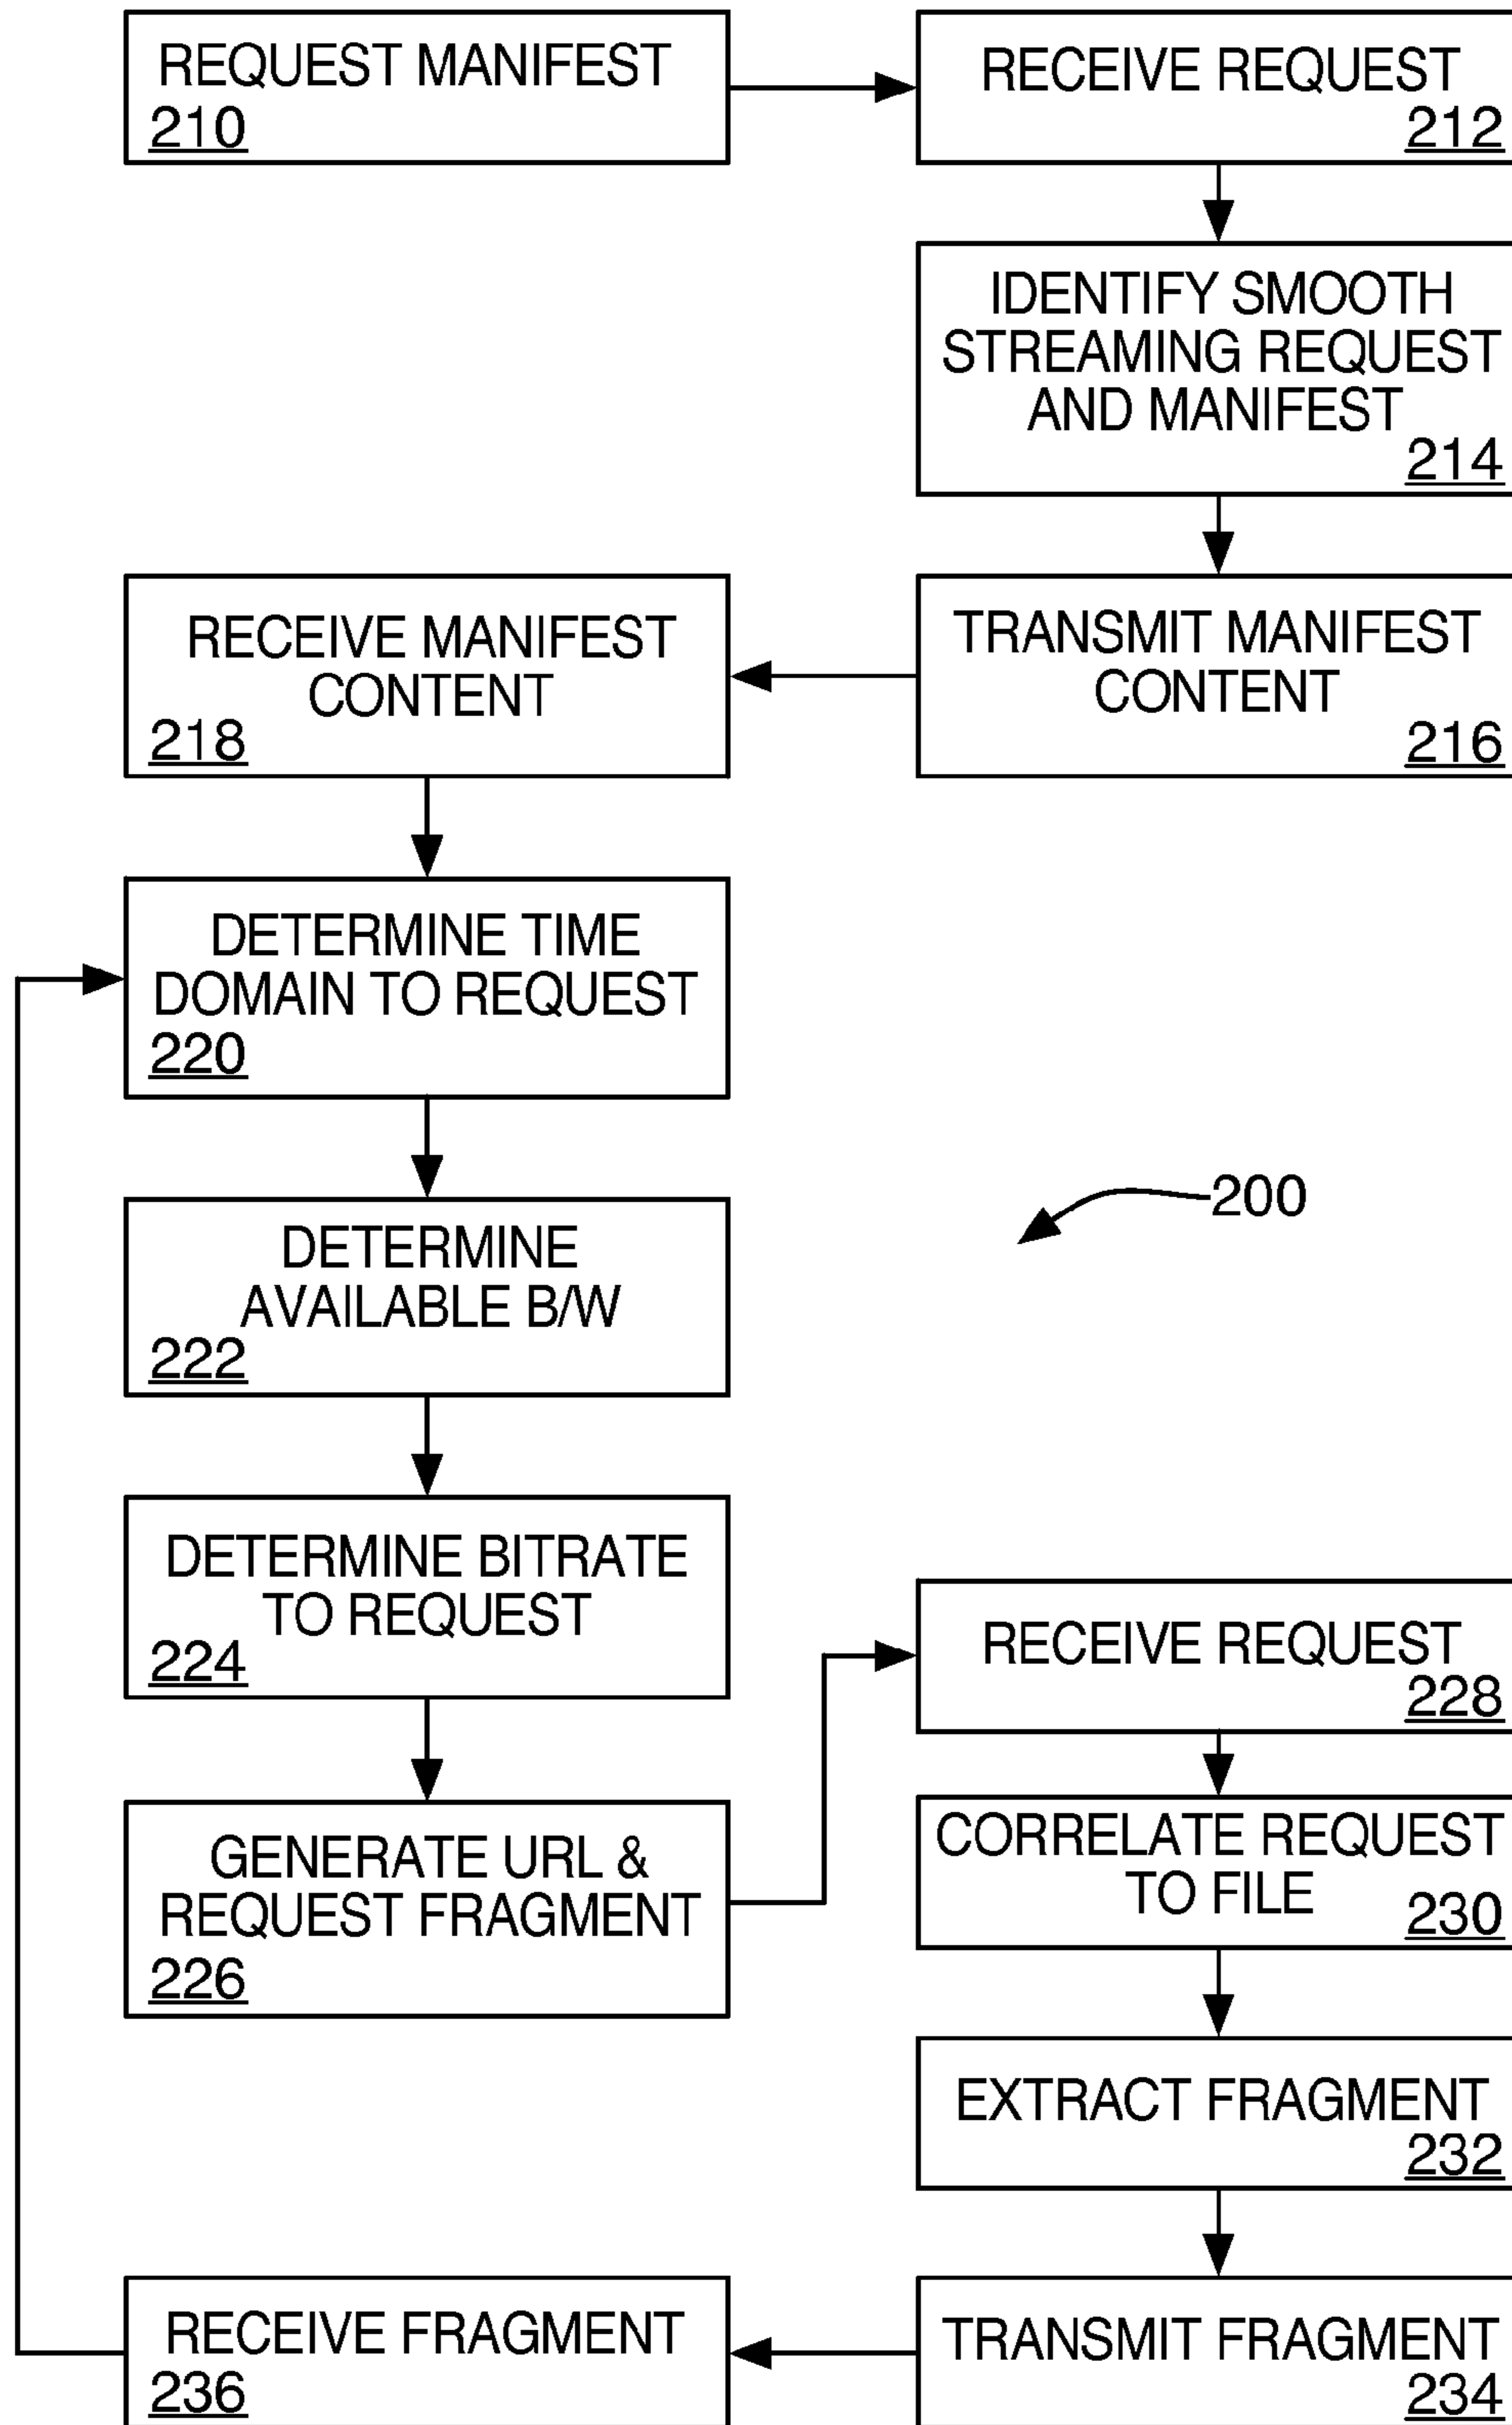 REQUEST MANIFEST
210
RECEIVE REQUEST
212
IDENTIFY SMOOTH
STREAMING REQUEST
AND MANIFEST
214
TRANSMIT MANIFEST
CONTENT
216
RECEIVE MANIFEST
CONTENT
218
DETERMINE TIME
DOMAIN TO REQUEST
220
DETERMINE
AVAILABLE B/W
222
200
DETERMINE BITRATE
TO REQUEST
224
GENERATE URL &
REQUEST FRAGMENT
226
RECEIVE REQUEST
228
CORRELATE REQUEST
TO FILE
230
EXTRACT FRAGMENT
232
TRANSMIT FRAGMENT
234
RECEIVE FRAGMENT
236